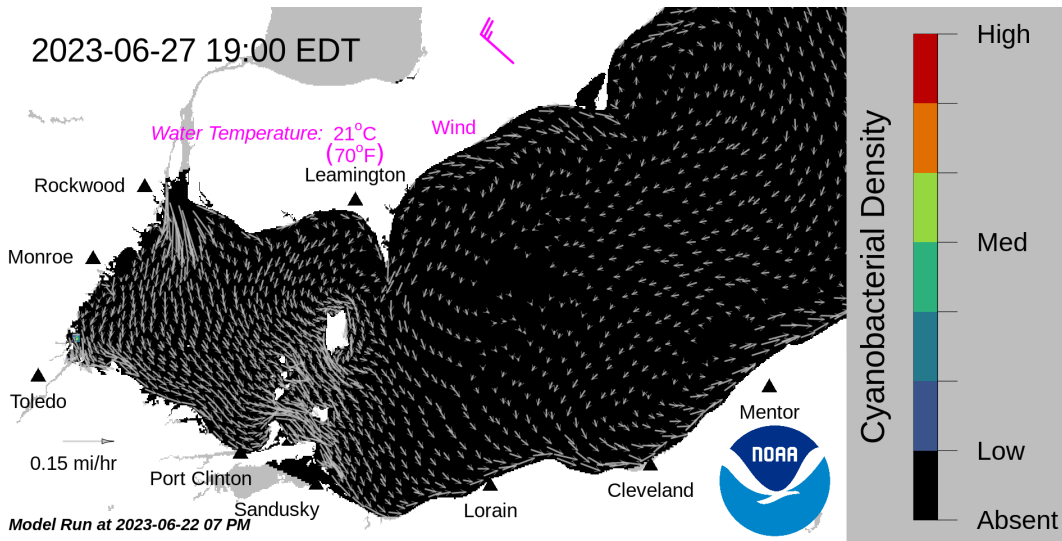 2023-06-27 19:00 EDT
High
Water Temperature: 21°C
(70°F)
Wind
Leamington
Rockwood
Monroe
Med
Cyanobacterial Density
Toledo
Mentor
0.15 mi/hr
NOAA
Low
Port Clinton
Cleveland
Sandusky
Lorain
Absent
Model Run at 2023-06-22 07 PM